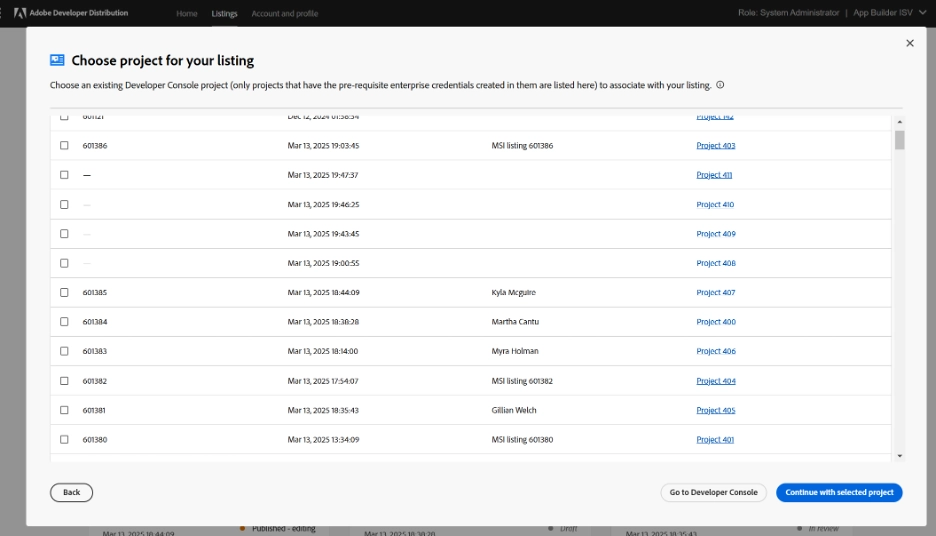 Adobe Developer Distribution Home Listings Account and profile Role: System Administrator | App Builder ISV
Choose project for your listing
Choose an existing Developer Console project (only projects that have the pre-requisite enterprise credentials created in them are listed here) to associate with your listing.
601121 Dec 12, 2024 01:58:54 Project 142
601386 Mar 13, 2025 19:03:45 MSI listing 601386 Project 403
— Mar 13, 2025 19:47:37 Project 411
— Mar 13, 2025 19:46:25 Project 410
— Mar 13, 2025 19:43:45 Project 409
— Mar 13, 2025 19:00:55 Project 408
601385 Mar 13, 2025 18:44:09 Kyla Mcguire Project 407
601384 Mar 13, 2025 18:38:28 Martha Cantu Project 400
601383 Mar 13, 2025 18:14:00 Myra Holman Project 406
601382 Mar 13, 2025 17:54:07 MSI listing 601382 Project 404
601381 Mar 13, 2025 18:35:43 Gillian Welch Project 405
601380 Mar 13, 2025 13:34:09 MSI listing 601380 Project 401
Back Go to Developer Console Continue with selected project
Mar 13, 2025 18:44:09 Published - editing Mar 13, 2025 18:38:28 Draft Mar 13, 2025 18:35:43 In review